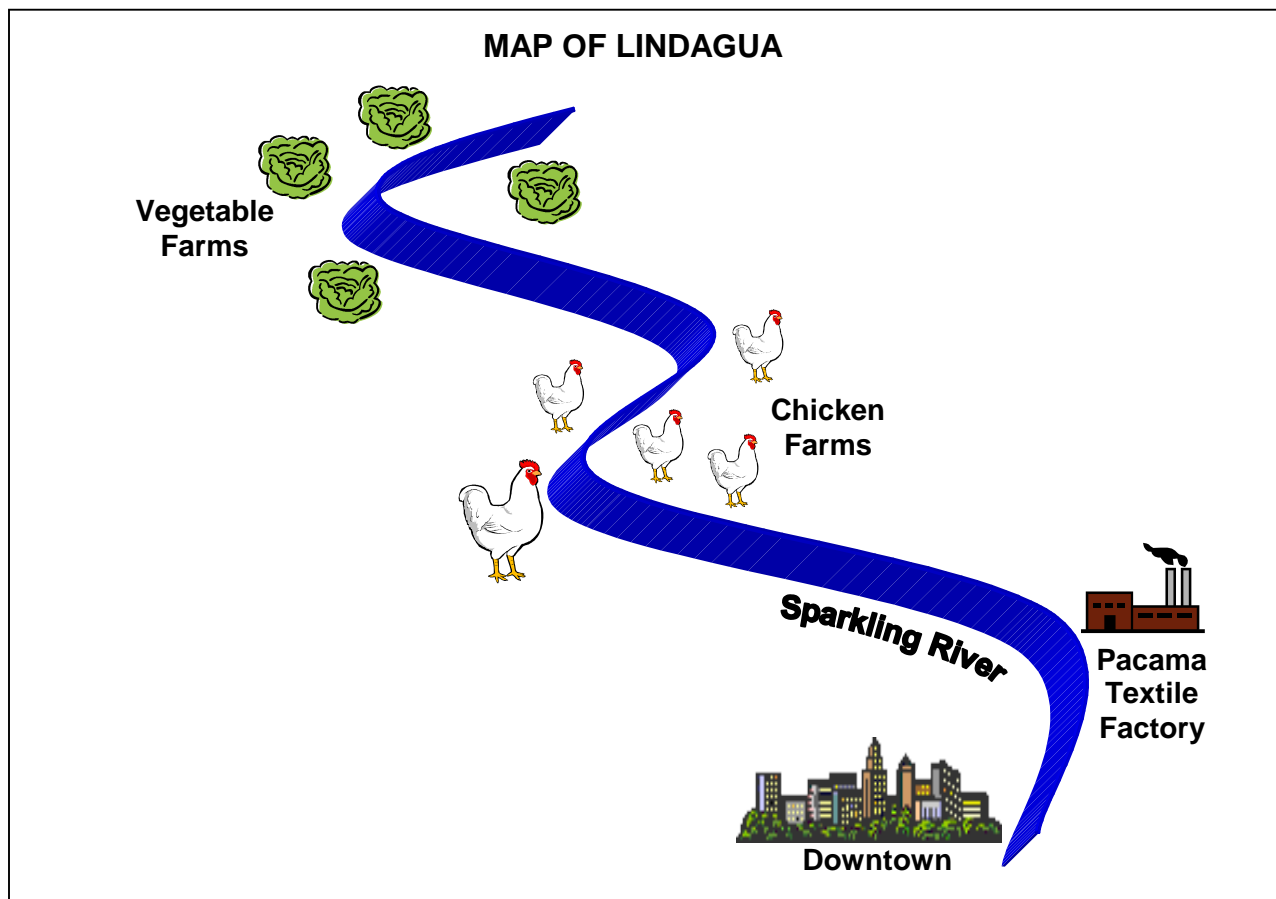 MAP OF LINDAGUA
Vegetable
Farms
Chicken
Farms
Sparkling River
Pacama
Textile
Factory
Downtown